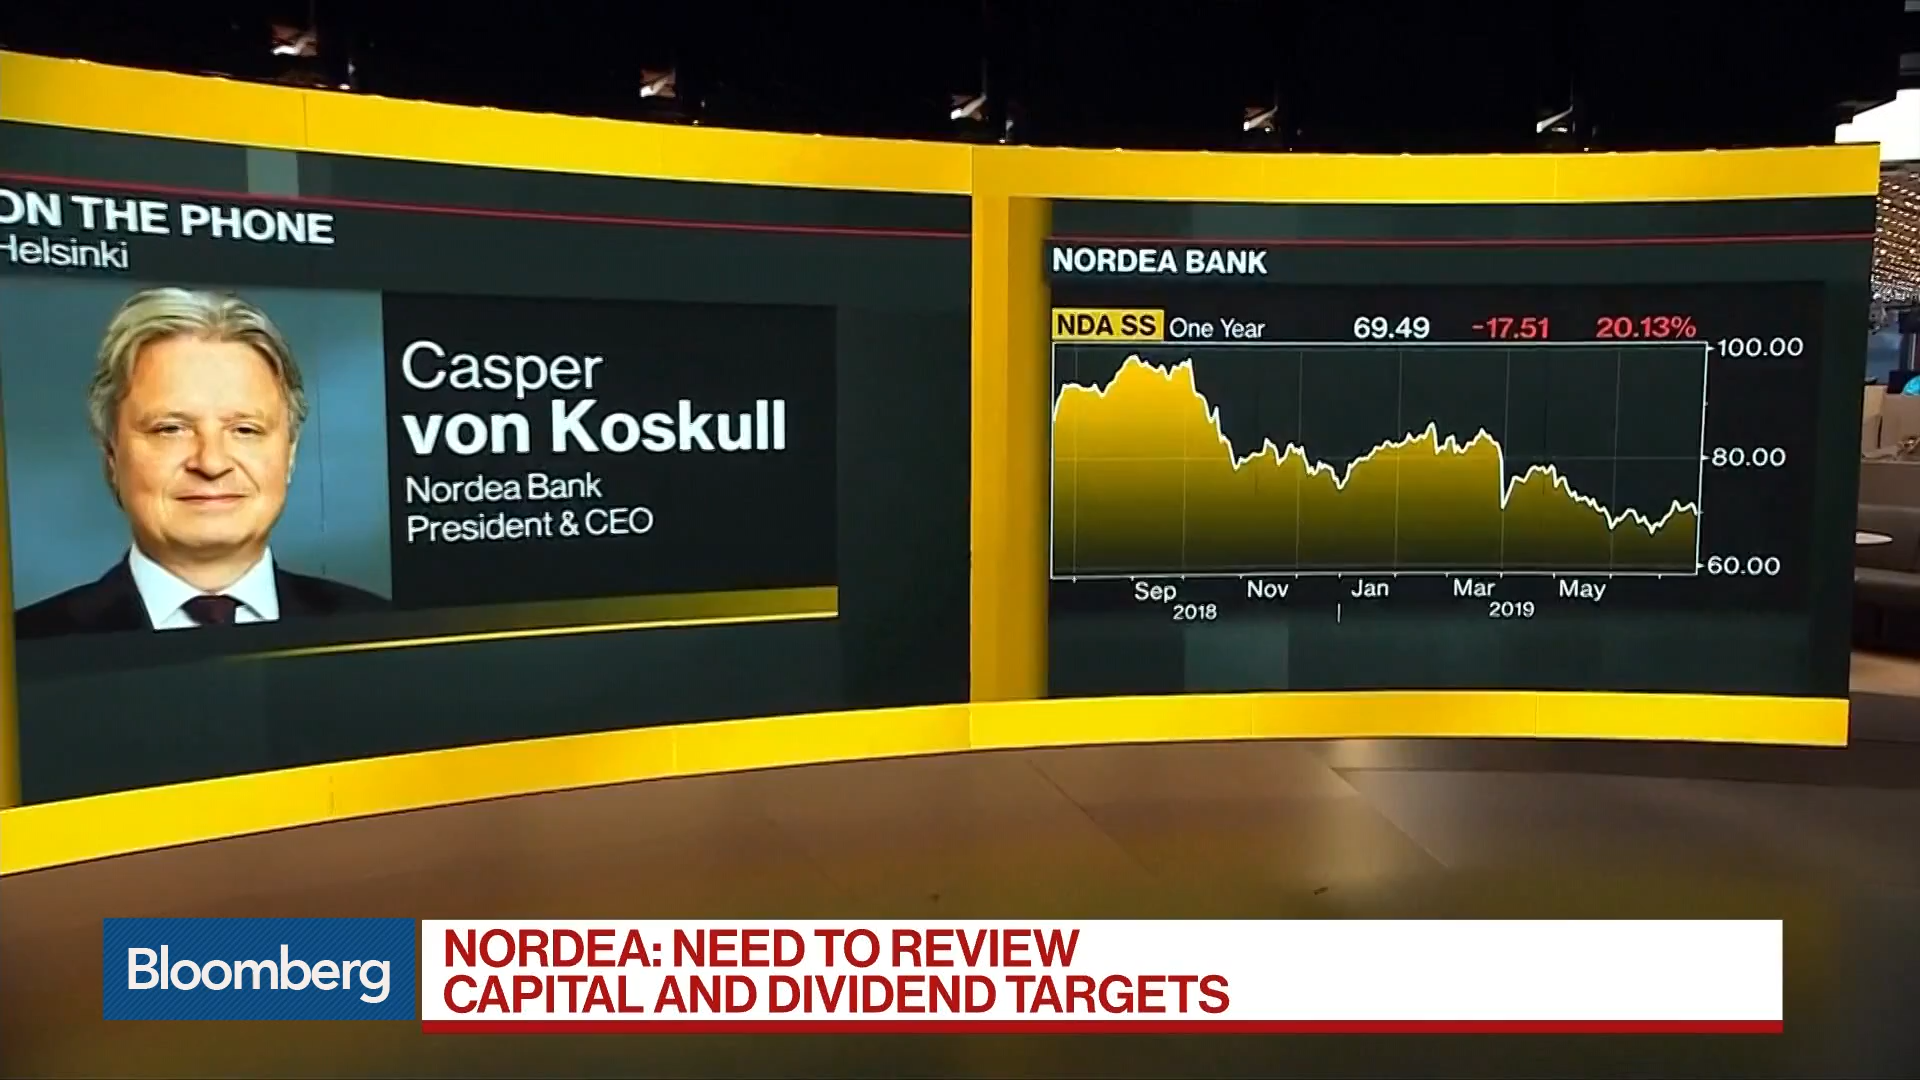 ON THE PHONE
Helsinki
Casper
von Koskull
Nordea Bank
President & CEO
NORDEA BANK
NDA SS One Year 69.49 -17.51 20.13%
100.00
80.00
60.00
Sep Nov Jan Mar May
2018 2019
Bloomberg
NORDEA: NEED TO REVIEW
CAPITAL AND DIVIDEND TARGETS